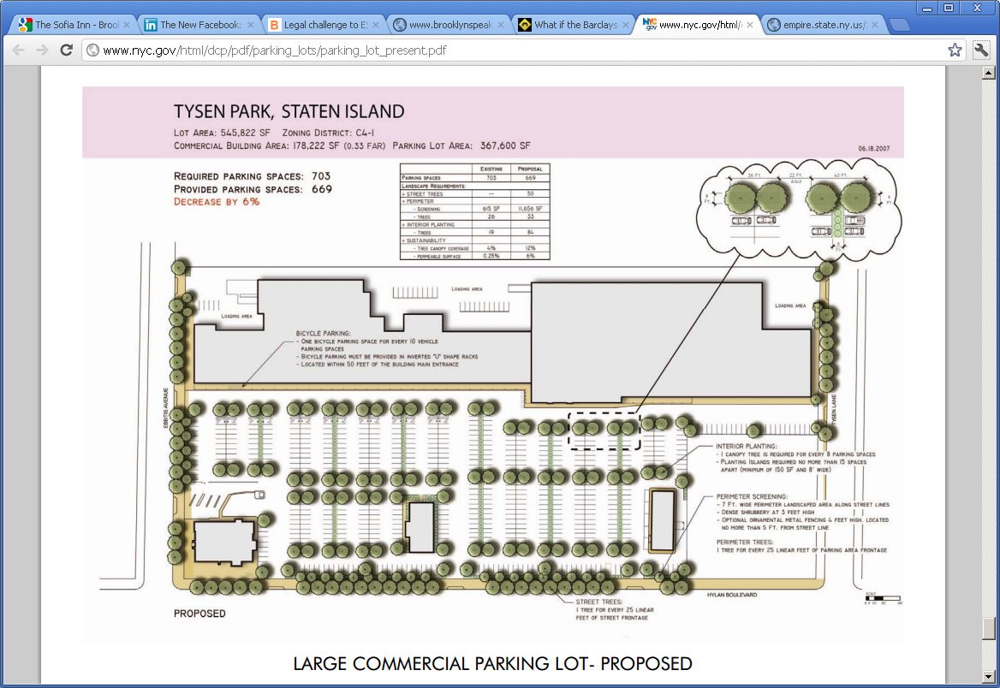 The Sofia Inn - Brool
The New Facebook:
Legal challenge to ES
www.brooklynspeak
What if the Barclays
www.nyc.gov/html/
empire.state.ny.us/
www.nyc.gov/html/dcp/pdf/parking_lots/parking_lot_present.pdf
TYSEN PARK, STATEN ISLAND
LOT AREA: 545,822 SF ZONING DISTRICT: C4-1
COMMERCIAL BUILDING AREA: 178,222 SF (0.33 FAR) PARKING LOT AREA: 367,600 SF
06.18.2007
REQUIRED PARKING SPACES: 703
PROVIDED PARKING SPACES: 669
DECREASE BY 6%
EXISTING PROPOSAL
PARKING SPACES 703 669
LANDSCAPE REQUIREMENTS:
+ STREET TREES -- 50
+ PERIMETER
- SCREENING 615 SF 11,656 SF
- TREES 26 33
+ INTERIOR PLANTING
- TREES 19 84
+ SUSTAINABILITY
- TREE CANOPY COVERAGE 4% 12%
- PERMEABLE SURFACE 0.25% 6%
36 FT. 22 FT. 40 FT.
AISLE
8 FT.
FT.
LOADING AREA
LOADING AREA
LOADING AREA
BICYCLE PARKING:
- ONE BICYCLE PARKING SPACE FOR EVERY 10 VEHICLE
PARKING SPACES
- BICYCLE PARKING MUST BE PROVIDED IN INVERTED "U" SHAPE RACKS
- LOCATED WITHIN 50 FEET OF THE BUILDING MAIN ENTRANCE
EBBITS AVENUE
TYSEN LANE
INTERIOR PLANTING:
- 1 CANOPY TREE IS REQUIRED FOR EVERY 8 PARKING SPACES
- PLANTING ISLANDS REQUIRED NO MORE THAN 15 SPACES
APART (MINIMUM OF 150 SF AND 8' WIDE)
PERIMETER SCREENING:
- 7 FT. WIDE PERIMETER LANDSCAPED AREA ALONG STREET LINES
- DENSE SHRUBBERY AT 3 FEET HIGH
- OPTIONAL ORNAMENTAL METAL FENCING 4 FEET HIGH. LOCATED
NO MORE THAN 5 FT. FROM STREET LINE
PERIMETER TREES:
1 TREE FOR EVERY 25 LINEAR FEET OF PARKING AREA FRONTAGE
HYLAN BOULEVARD
SCALE
STREET TREES:
1 TREE FOR EVERY 25 LINEAR
FEET OF STREET FRONTAGE
PROPOSED
LARGE COMMERCIAL PARKING LOT- PROPOSED